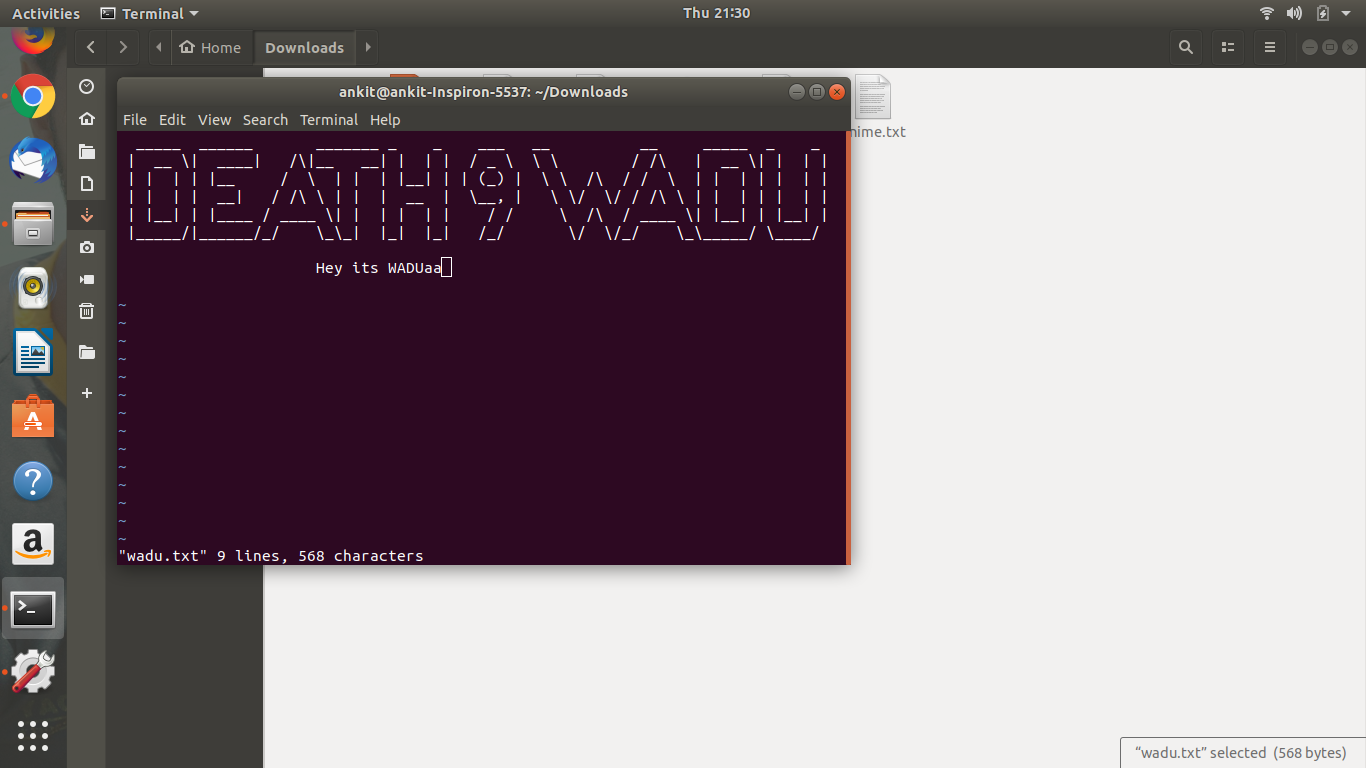 Activities Terminal Thu 21:30
Home Downloads
ankit@ankit-Inspiron-5537: ~/Downloads
nime.txt
File Edit View Search Terminal Help
DEATH9 WADU
Hey its WADUaa
~
~
~
~
~
~
~
~
~
~
~
~
~
~
"wadu.txt" 9 lines, 568 characters
“wadu.txt” selected (568 bytes)